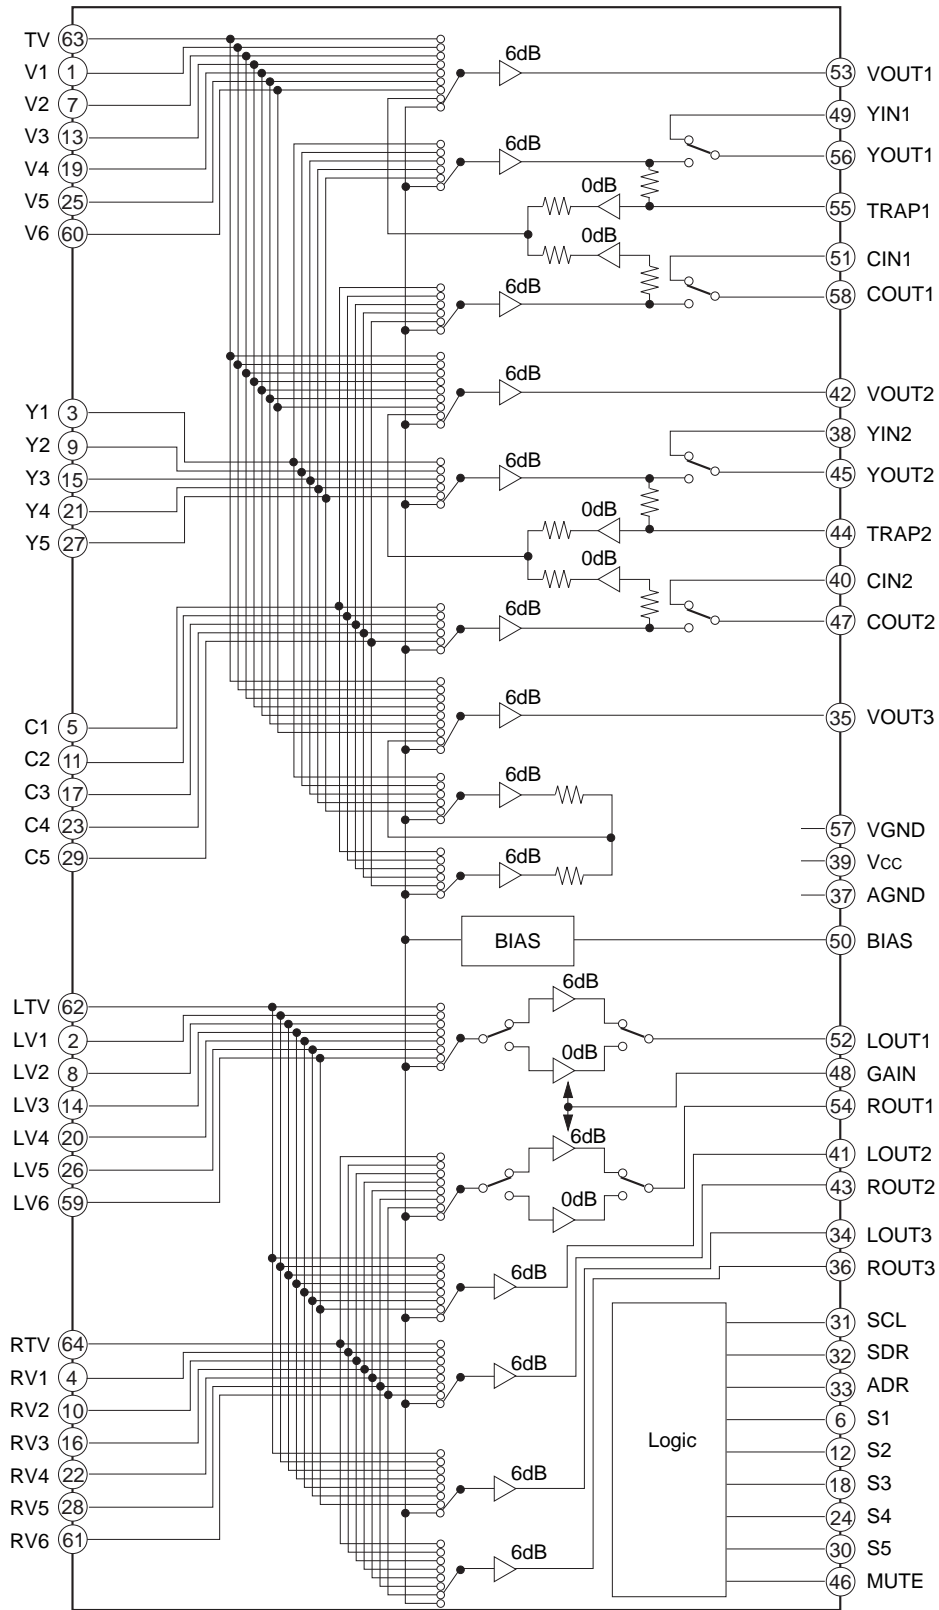 TV 63
V1 1
V2 7
V3 13
V4 19
V5 25
V6 60
Y1 3
Y2 9
Y3 15
Y4 21
Y5 27
C1 5
C2 11
C3 17
C4 23
C5 29
LTV 62
LV1 2
LV2 8
LV3 14
LV4 20
LV5 26
LV6 59
RTV 64
RV1 4
RV2 10
RV3 16
RV4 22
RV5 28
RV6 61
6dB
6dB
0dB
0dB
6dB
6dB
6dB
0dB
0dB
6dB
6dB
6dB
6dB
BIAS
6dB
0dB
6dB
0dB
6dB
6dB
6dB
6dB
Logic
53 VOUT1
49 YIN1
56 YOUT1
55 TRAP1
51 CIN1
58 COUT1
42 VOUT2
38 YIN2
45 YOUT2
44 TRAP2
40 CIN2
47 COUT2
35 VOUT3
57 VGND
39 Vcc
37 AGND
50 BIAS
52 LOUT1
48 GAIN
54 ROUT1
41 LOUT2
43 ROUT2
34 LOUT3
36 ROUT3
31 SCL
32 SDR
33 ADR
6 S1
12 S2
18 S3
24 S4
30 S5
46 MUTE